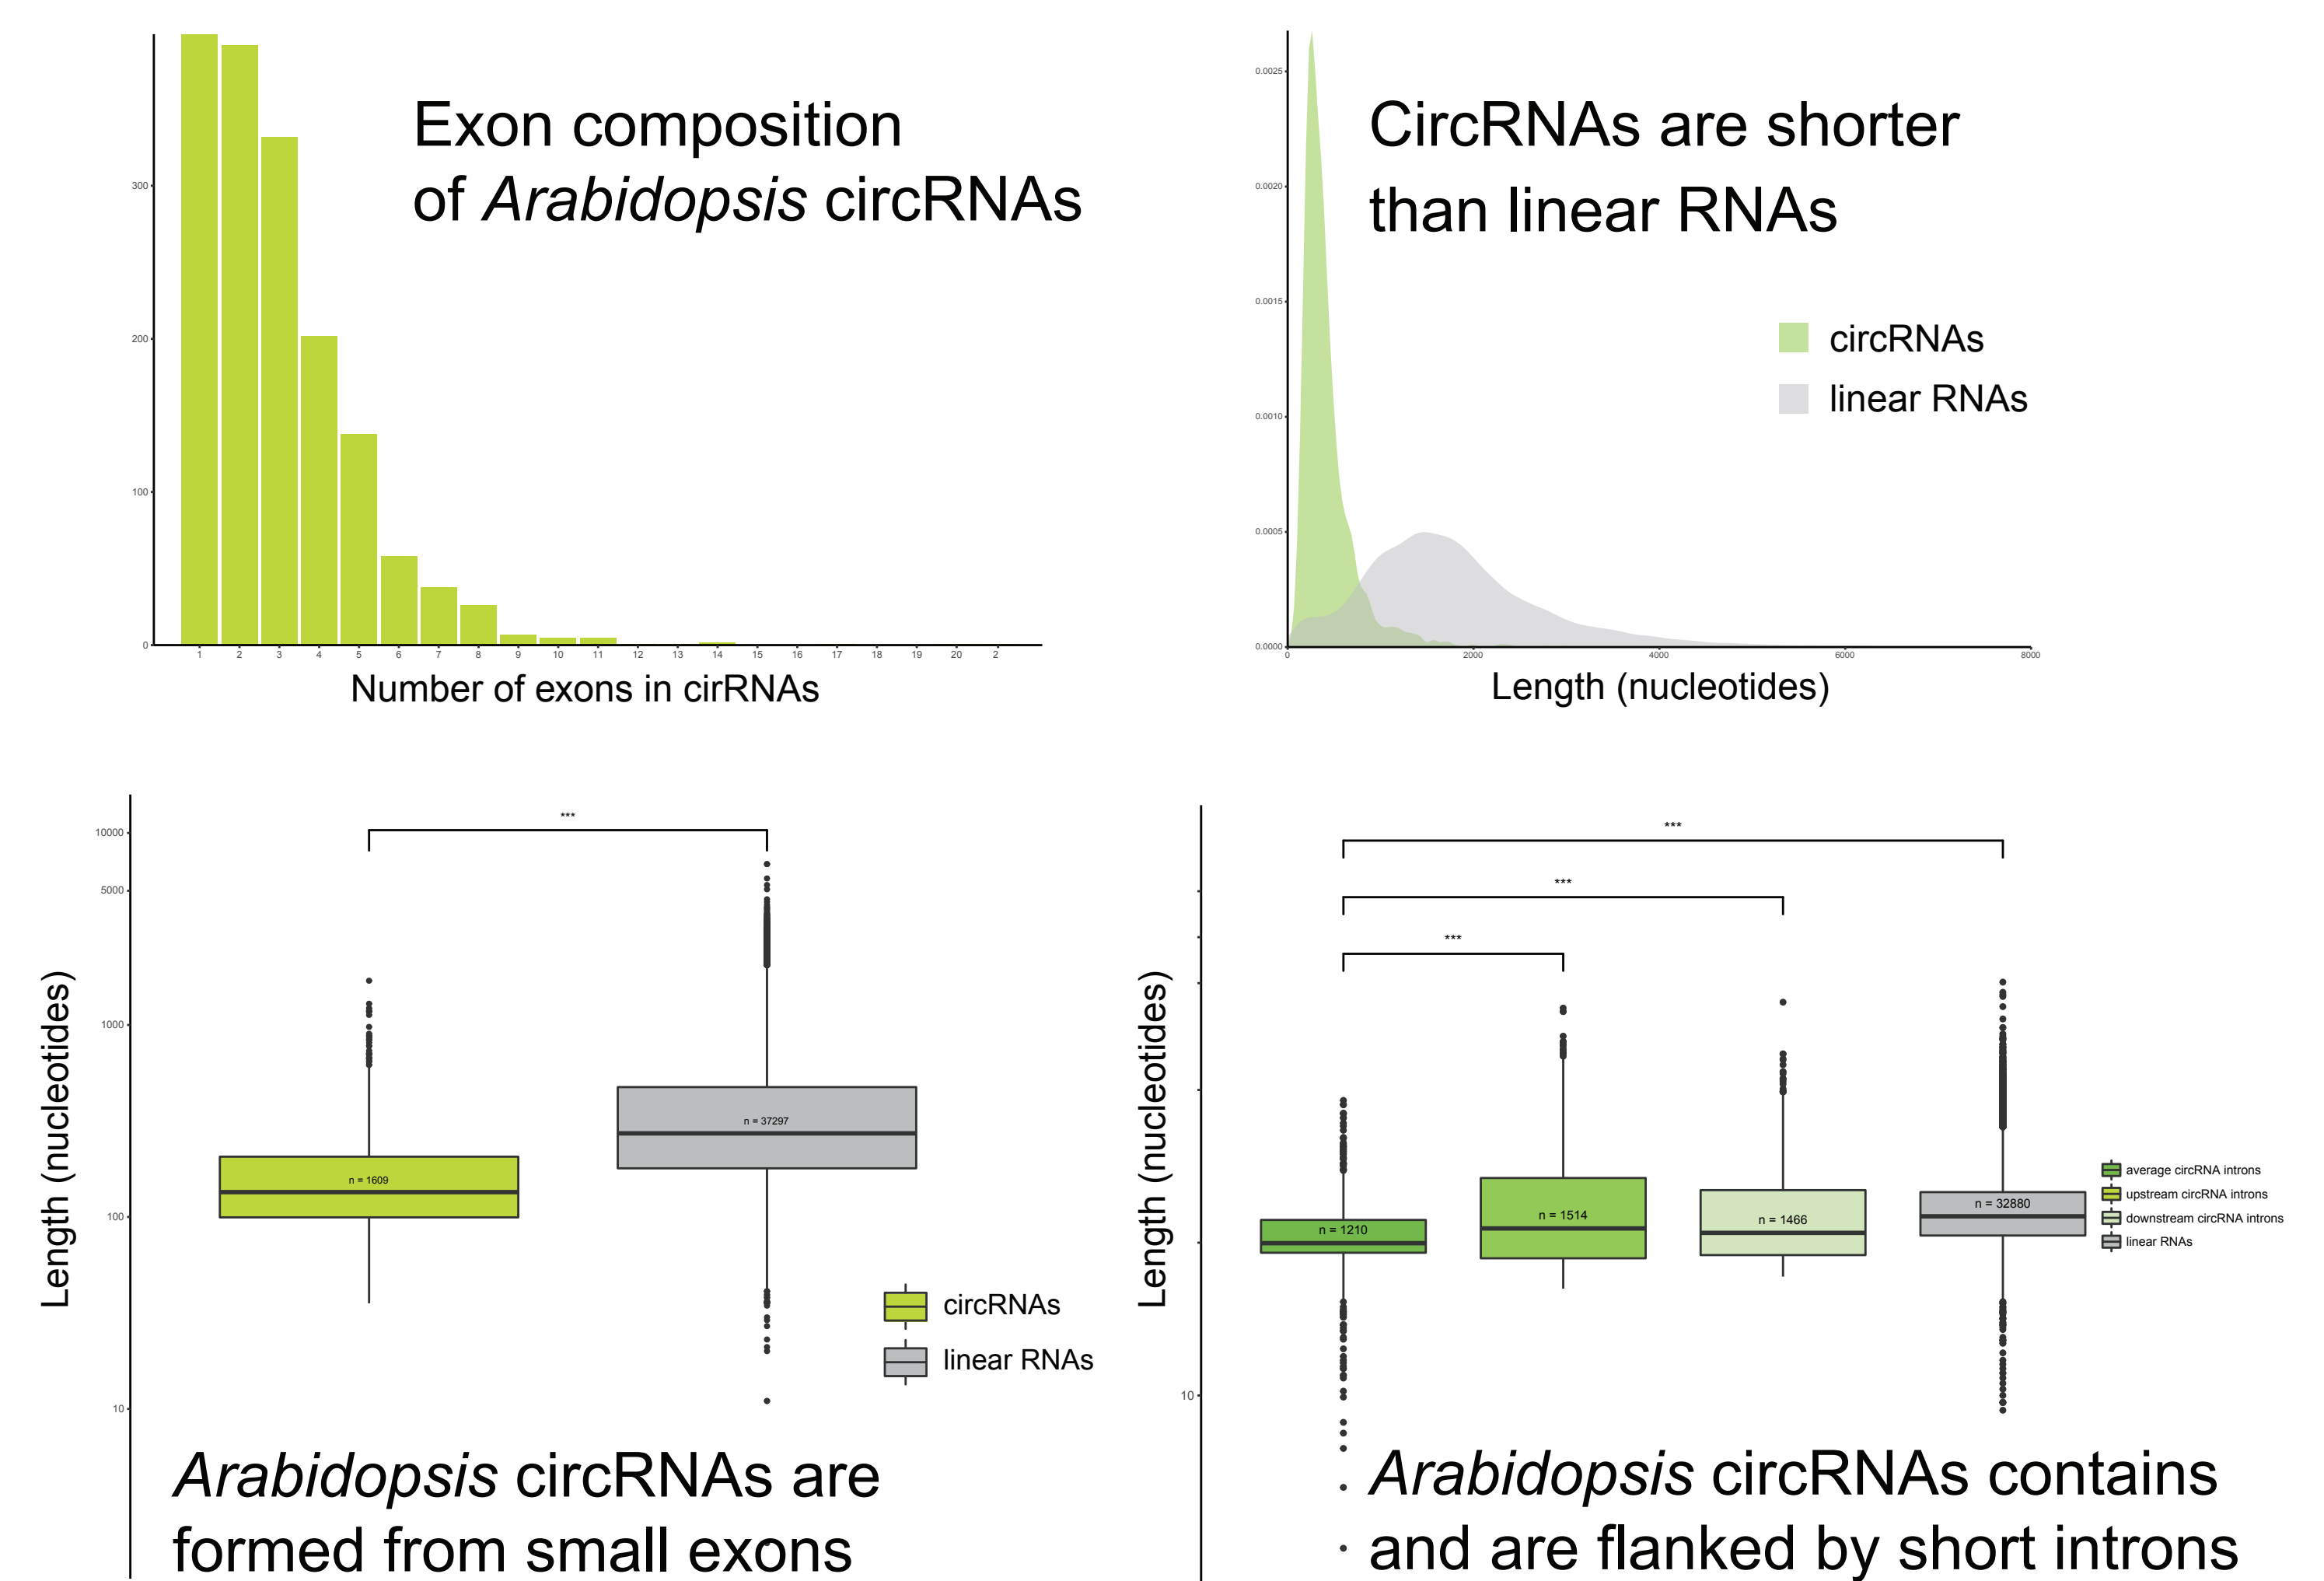 Exon composition
of Arabidopsis circRNAs
300
200
100
0
1 2 3 4 5 6 7 8 9 10 11 12 13 14 15 16 17 18 19 20 2
Number of exons in cirRNAs
CircRNAs are shorter
than linear RNAs
0.0025
0.0020
0.0015
0.0010
0.0005
0.0000
circRNAs
linear RNAs
0 2000 4000 6000 8000
Length (nucleotides)
Length (nucleotides)
10000
5000
1000
100
10
***
n = 1609
n = 37297
circRNAs
linear RNAs
Arabidopsis circRNAs are
formed from small exons
Length (nucleotides)
10
***
***
***
n = 1210
n = 1514
n = 1466
n = 32880
average circRNA introns
upstream circRNA introns
downstream circRNA introns
linear RNAs
Arabidopsis circRNAs contains
and are flanked by short introns